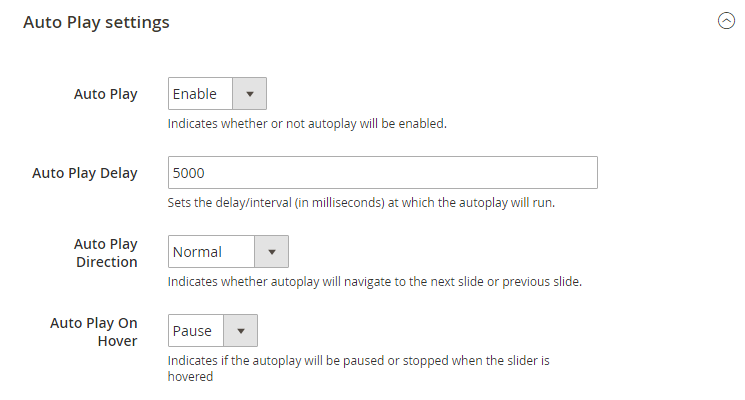 Auto Play settings
Auto Play
Enable
Indicates whether or not autoplay will be enabled.
Auto Play Delay
5000
Sets the delay/interval (in milliseconds) at which the autoplay will run.
Auto Play
Direction
Normal
Indicates whether autoplay will navigate to the next slide or previous slide.
Auto Play On
Hover
Pause
Indicates if the autoplay will be paused or stopped when the slider is
hovered